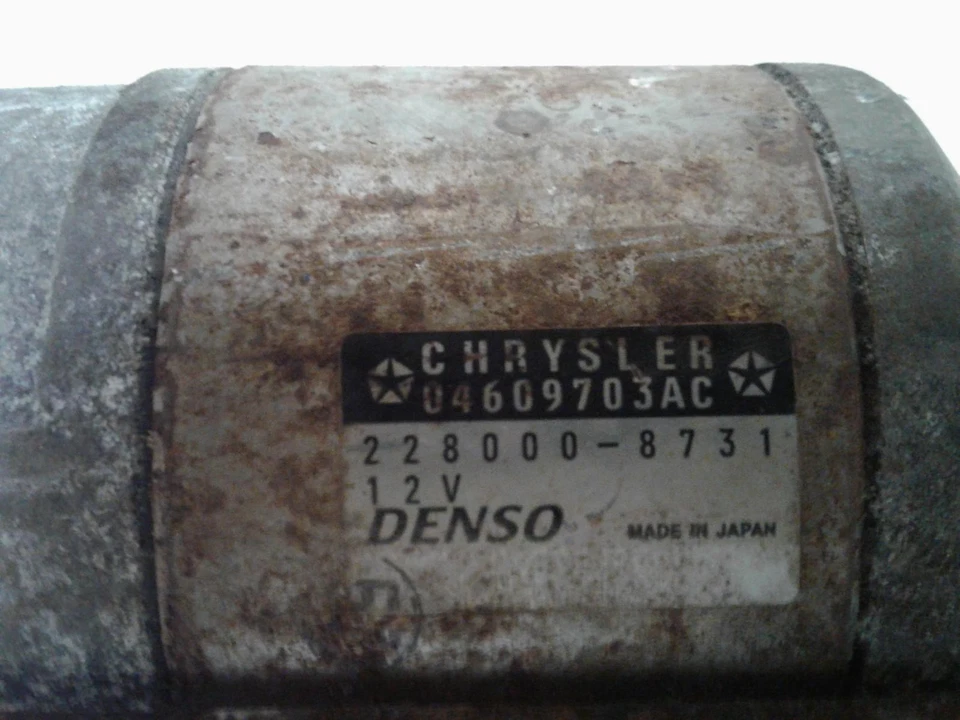 CHRYSLER
04609703AC
228000-8731
12V
DENSO
MADE IN JAPAN